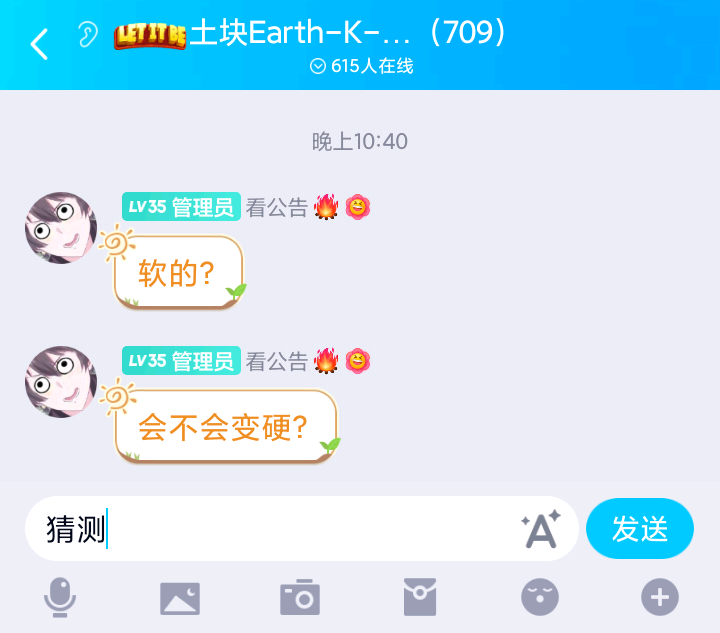 LET IT BE土块Earth-K-...（709）
615人在线
晚上10:40
LV35 管理员 看公告
软的?
LV35 管理员 看公告
会不会变硬?
猜测
A
发送